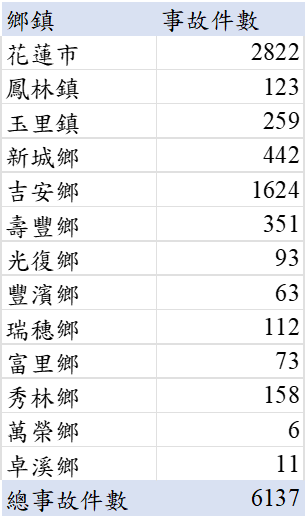 鄉鎮 事故件數
花蓮市 2822
鳳林鎮 123
玉里鎮 259
新城鄉 442
吉安鄉 1624
壽豐鄉 351
光復鄉 93
豐濱鄉 63
瑞穗鄉 112
富里鄉 73
秀林鄉 158
萬榮鄉 6
卓溪鄉 11
總事故件數 6137